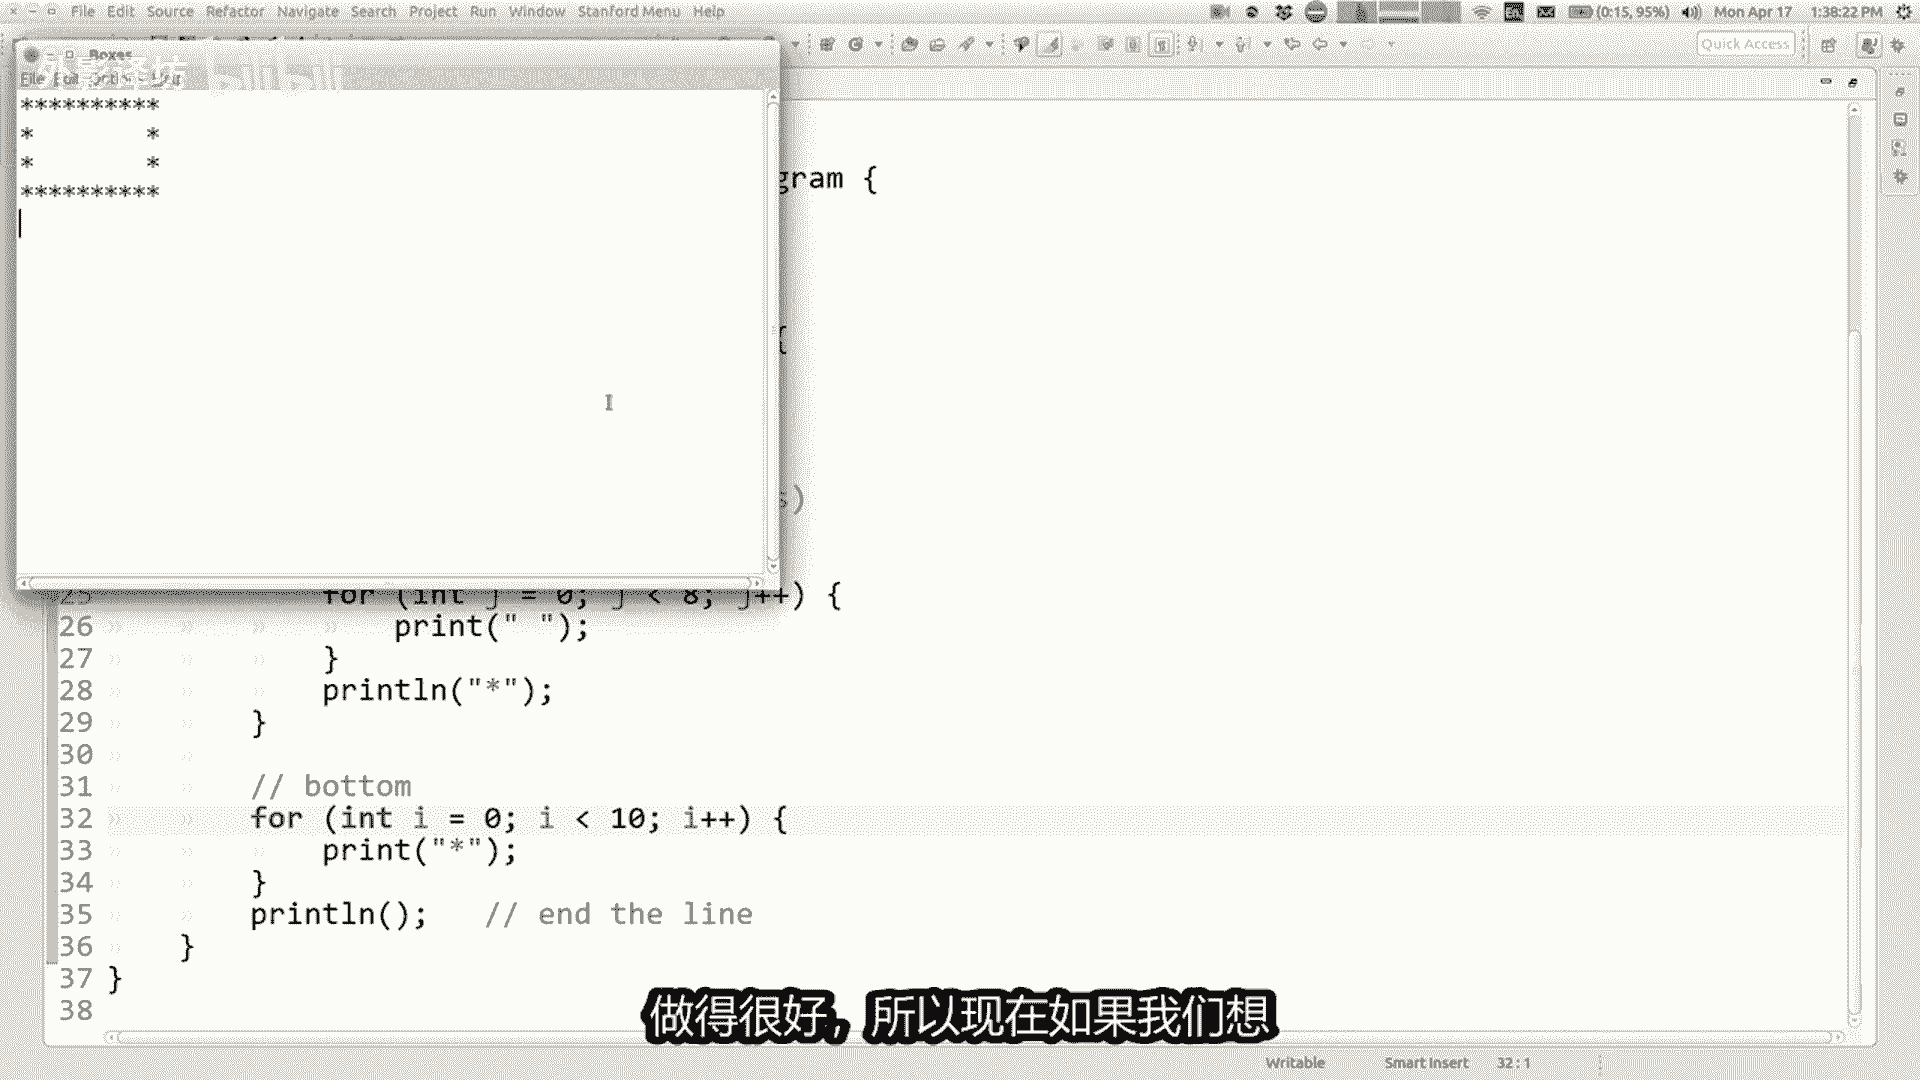 File Edit Source Refactor Navigate Search Project Run Window Stanford Menu Help
(0:15, 95%) Mon Apr 17 1:38:22 PM
Quick Access
Boxes
File Edit
bilibili
**********
*        *
*        *
**********
gram {
{
s)
25 for (int j = 0; j < 8; j++) {
26 print(" ");
27 }
28 println("*");
29 }
30
31 // bottom
32 for (int i = 0; i < 10; i++) {
33 print("*");
34 }
35 println(); // end the line
36 }
37 }
38
做得很好，所以现在如果我们想
Writable Smart Insert 32:1